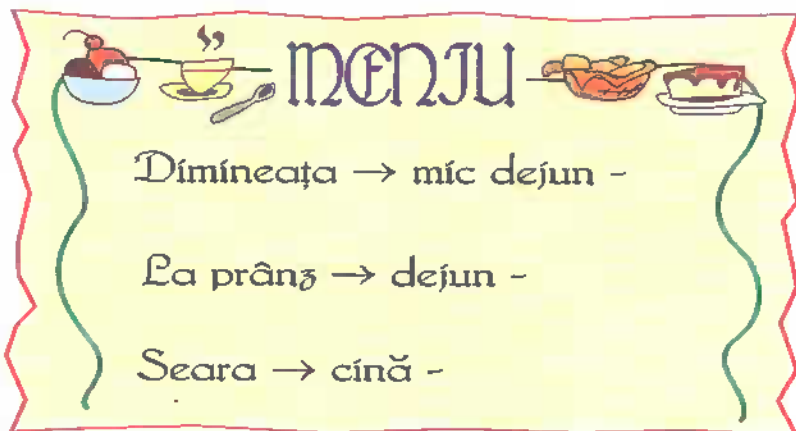 MENIU
Dimineața → mic dejun -
La prânz → dejun -
Seara → cină -